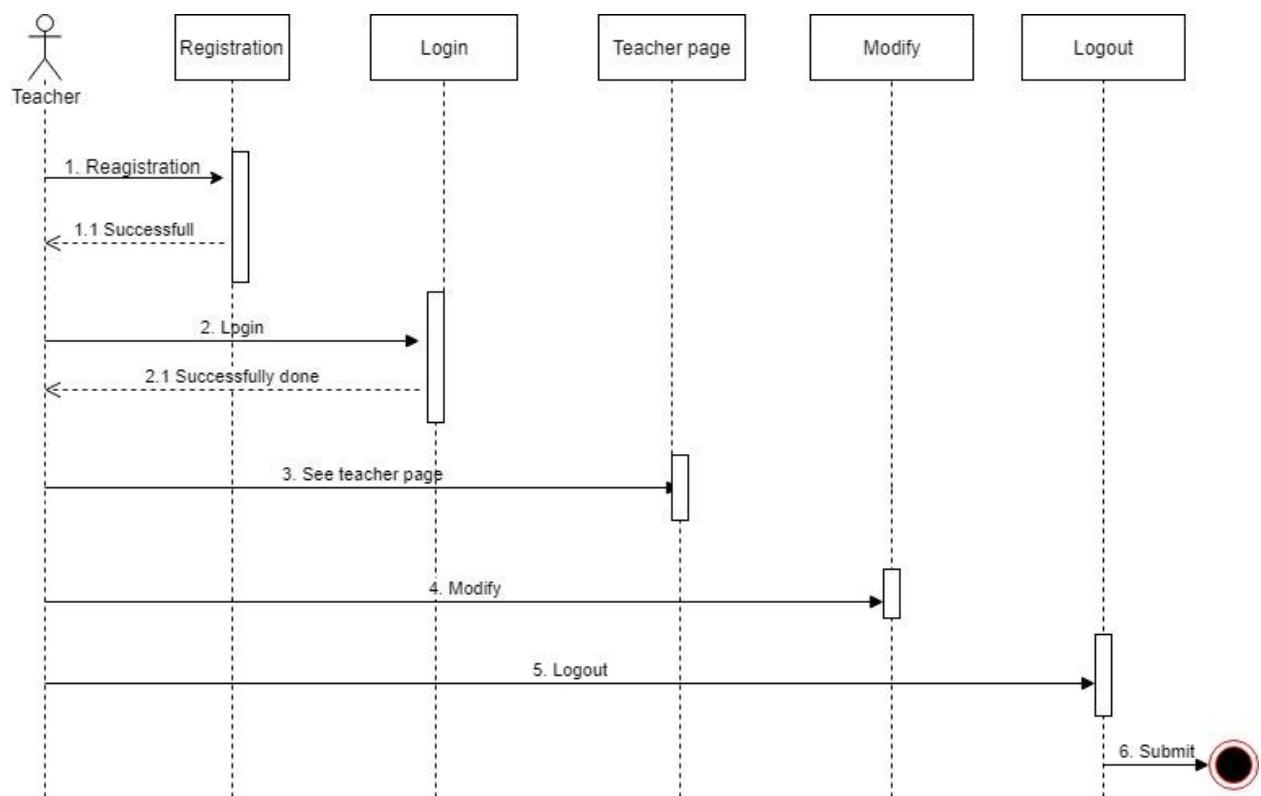 Teacher
Registration
Login
Teacher page
Modify
Logout
1. Reagistration
1.1 Successfull
2. Login
2.1 Successfully done
3. See teacher page
4. Modify
5. Logout
6. Submit